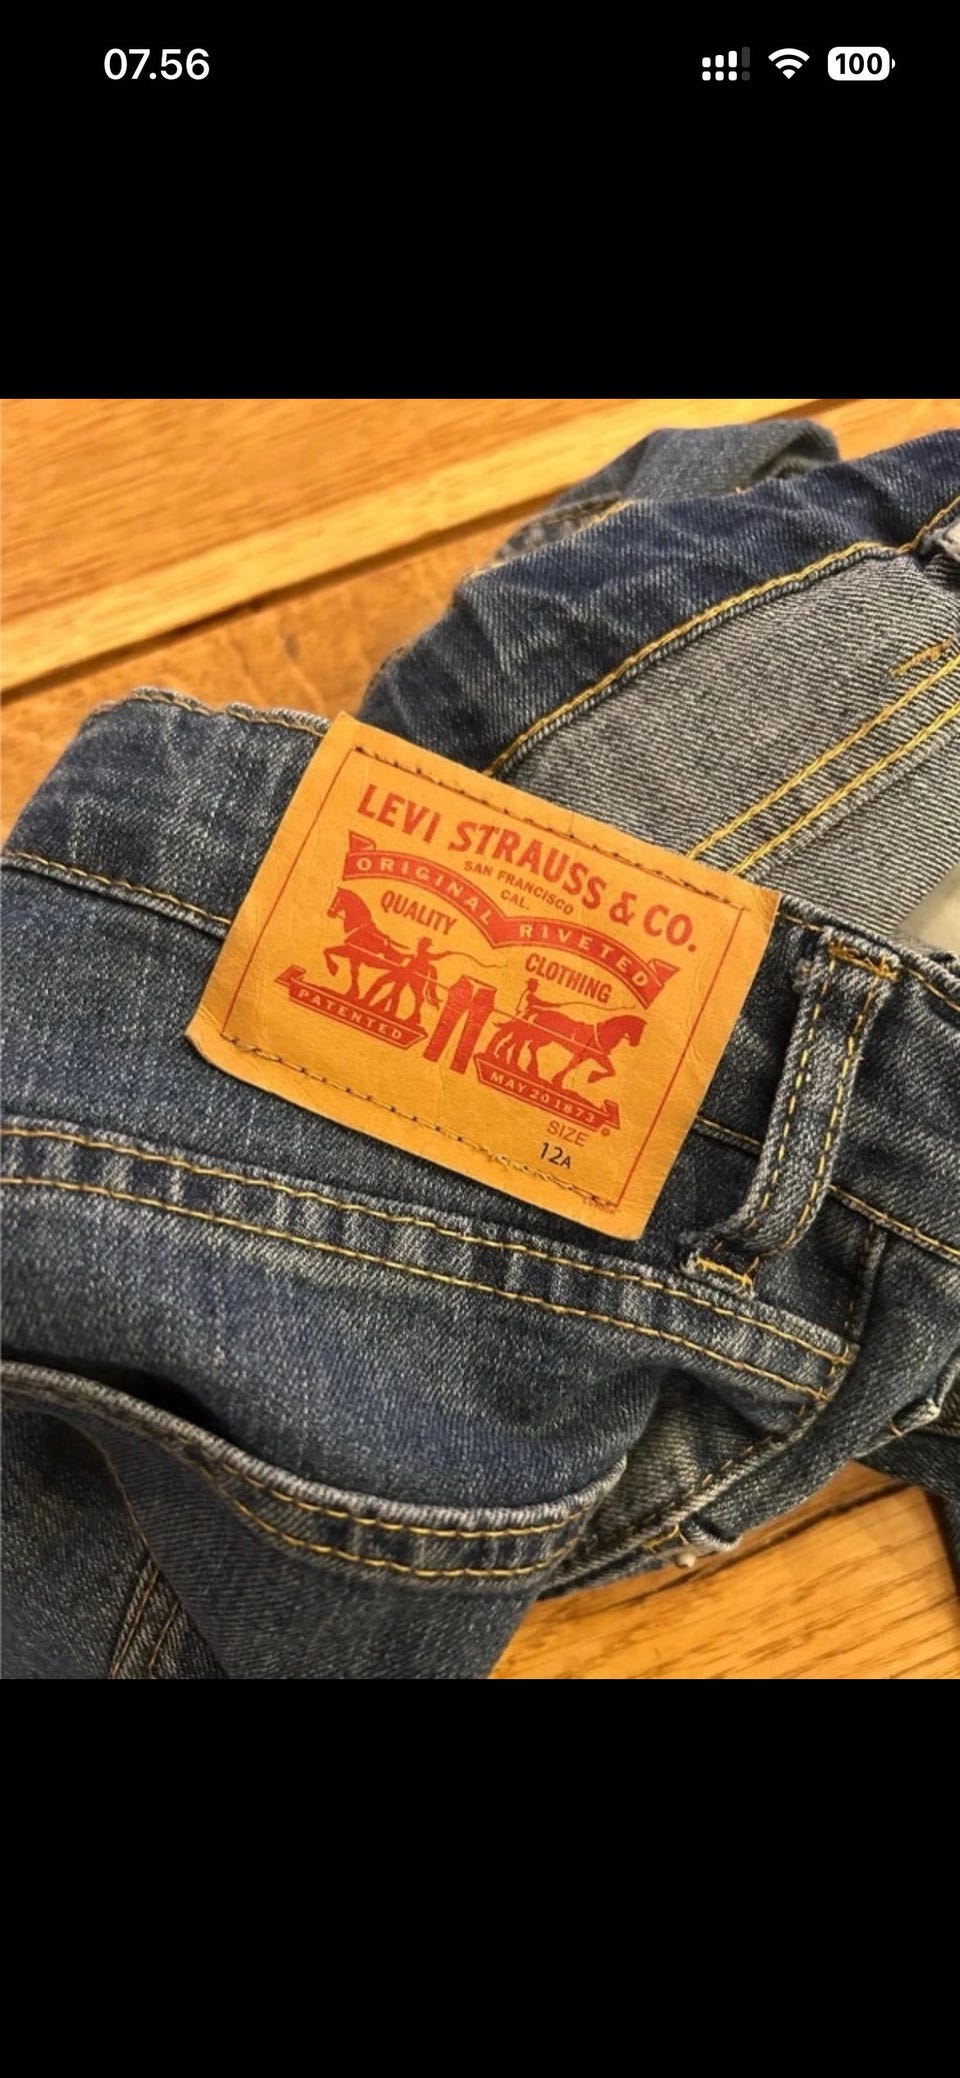 07.56
100
LEVI STRAUSS & CO.
SAN FRANCISCO
CAL.
ORIGINAL RIVETED
QUALITY CLOTHING
PATENTED
MAY 20 1873
®
SIZE
12A